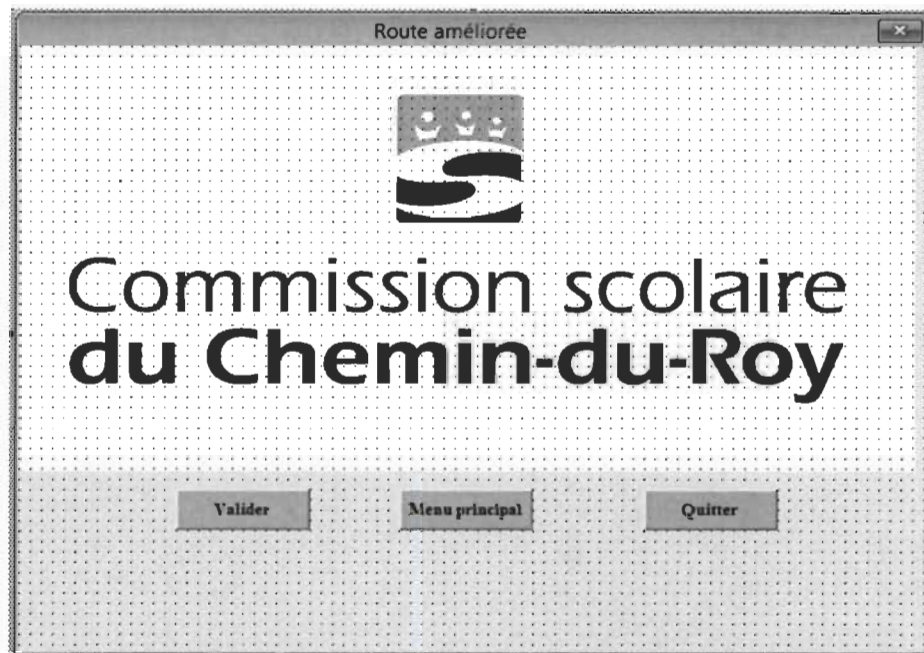 Route améliorée
Commission scolaire
du Chemin-du-Roy
Valider
Menu principal
Quitter